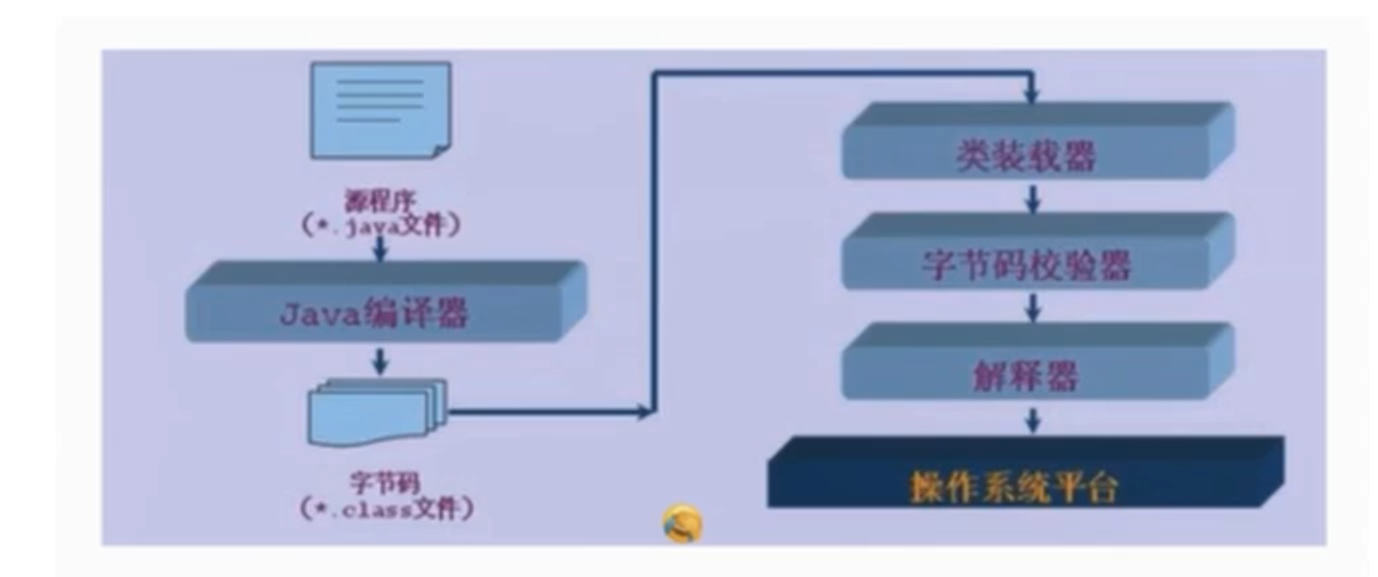 源程序
(*.java文件)
Java编译器
字节码
(*.class文件)
类装载器
字节码校验器
解释器
操作系统平台